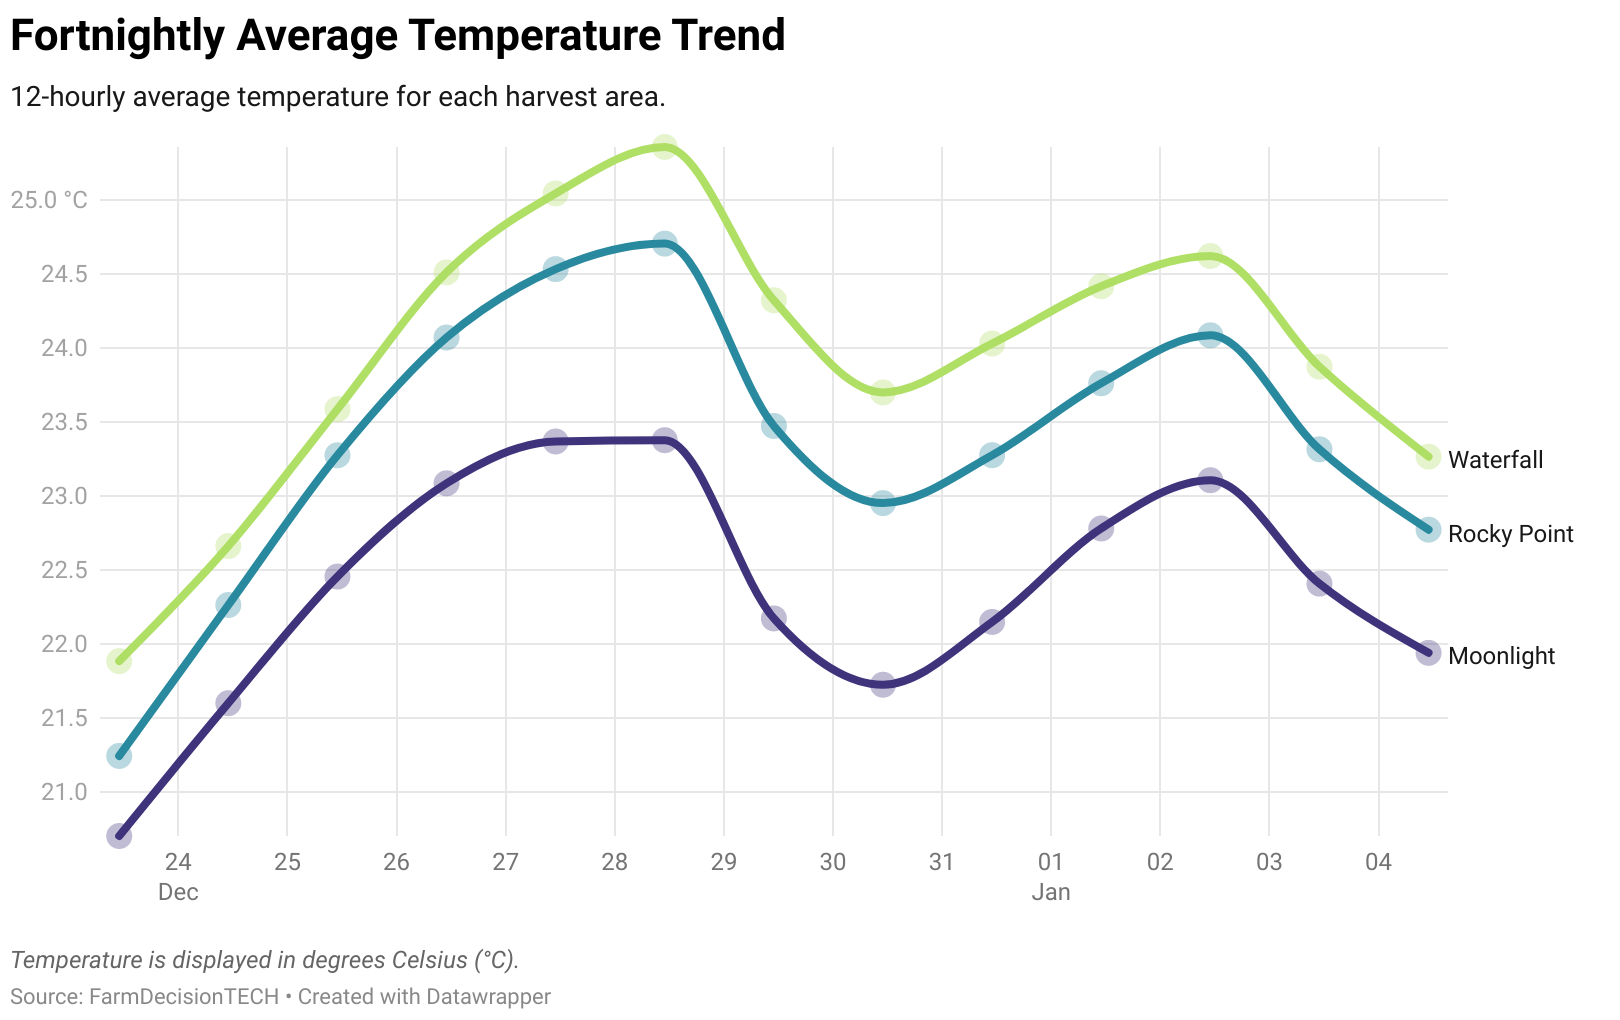 Fortnightly Average Temperature Trend
12-hourly average temperature for each harvest area.
25.0 °C
24.5
24.0
23.5
23.0
22.5
22.0
21.5
21.0
Waterfall
Rocky Point
Moonlight
24 25 26 27 28 29 30 31 01 02 03 04
Dec Jan
Temperature is displayed in degrees Celsius (°C).
Source: FarmDecisionTECH • Created with Datawrapper